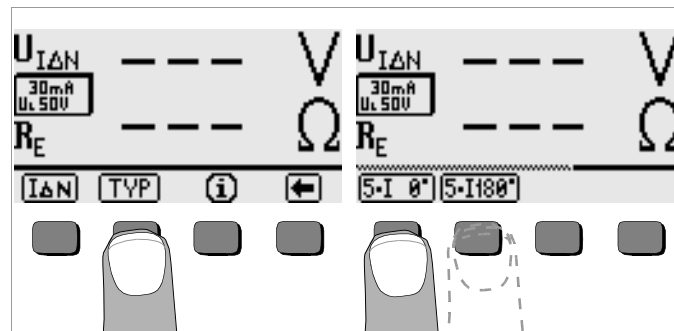 UIΔN --- V
30mA
UL 50V
RE --- Ω
IΔN TYP i ←
UIΔN --- V
30mA
UL 50V
RE --- Ω
5•I 0° 5•I180°